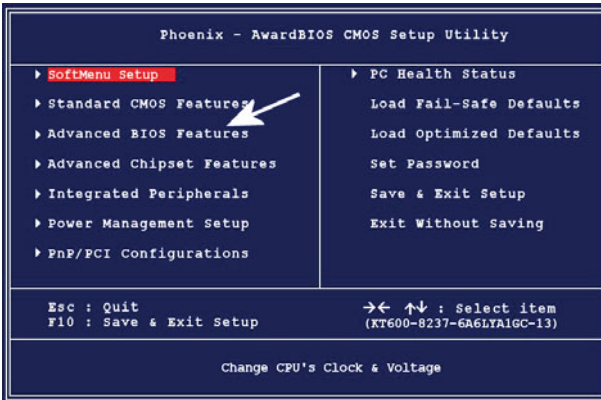 Phoenix - AwardBIOS CMOS Setup Utility
SoftMenu Setup
Standard CMOS Features
Advanced BIOS Features
Advanced Chipset Features
Integrated Peripherals
Power Management Setup
PnP/PCI Configurations
PC Health Status
Load Fail-Safe Defaults
Load Optimized Defaults
Set Password
Save & Exit Setup
Exit Without Saving
Esc : Quit
F10 : Save & Exit Setup
→← ↑↓ : Select item
(KT600-8237-6A6LYA1GC-13)
Change CPU's Clock & Voltage